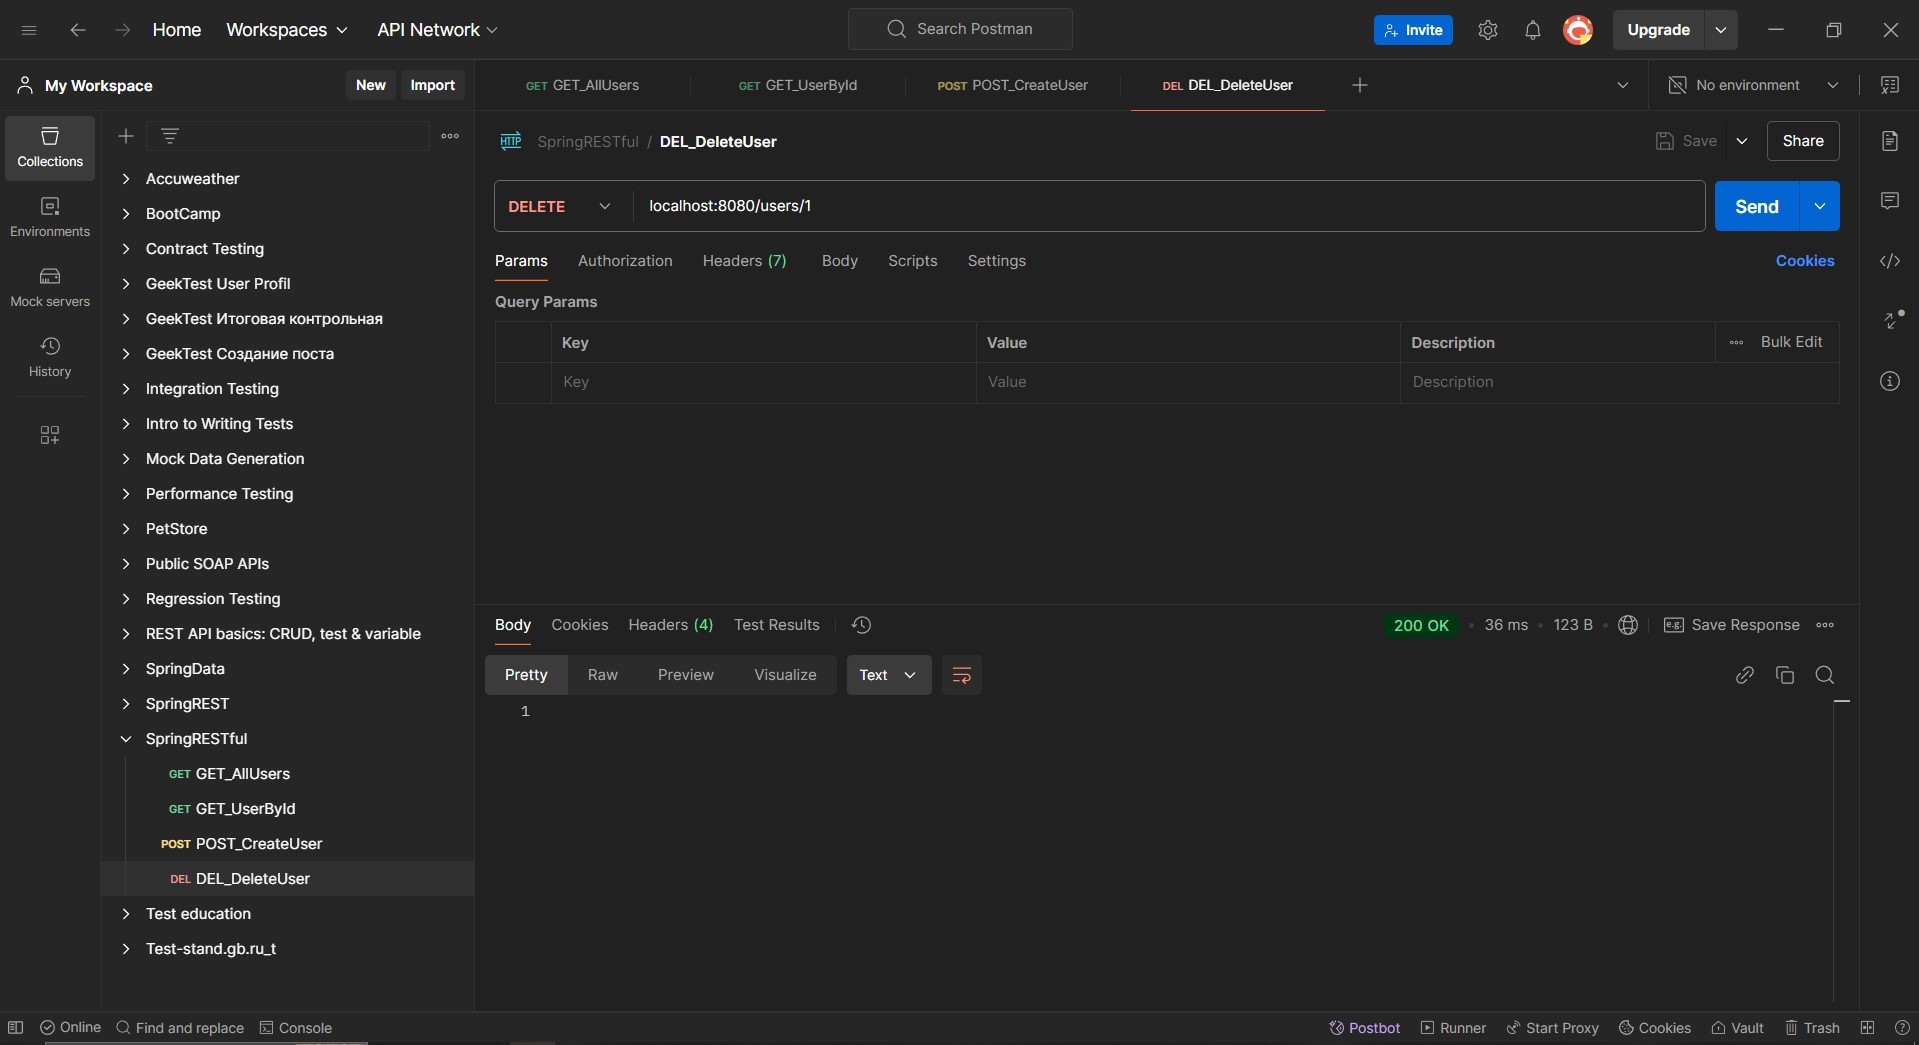 Home Workspaces API Network Search Postman Invite Upgrade
My Workspace New Import
GET GET_AllUsers GET GET_UserById POST POST_CreateUser DEL DEL_DeleteUser No environment
Collections
Environments
Mock servers
History
Accuweather
BootCamp
Contract Testing
GeekTest User Profil
GeekTest Итоговая контрольная
GeekTest Создание поста
Integration Testing
Intro to Writing Tests
Mock Data Generation
Performance Testing
PetStore
Public SOAP APIs
Regression Testing
REST API basics: CRUD, test & variable
SpringData
SpringREST
SpringRESTful
GET GET_AllUsers
GET GET_UserById
POST POST_CreateUser
DEL DEL_DeleteUser
Test education
Test-stand.gb.ru_t
HTTP SpringRESTful / DEL_DeleteUser Save Share
DELETE localhost:8080/users/1 Send
Params Authorization Headers (7) Body Scripts Settings Cookies
Query Params
Key Value Description Bulk Edit
Key Value Description
Body Cookies Headers (4) Test Results 200 OK 36 ms 123 B e.g. Save Response
Pretty Raw Preview Visualize Text
1
Online Find and replace Console Postbot Runner Start Proxy Cookies Vault Trash